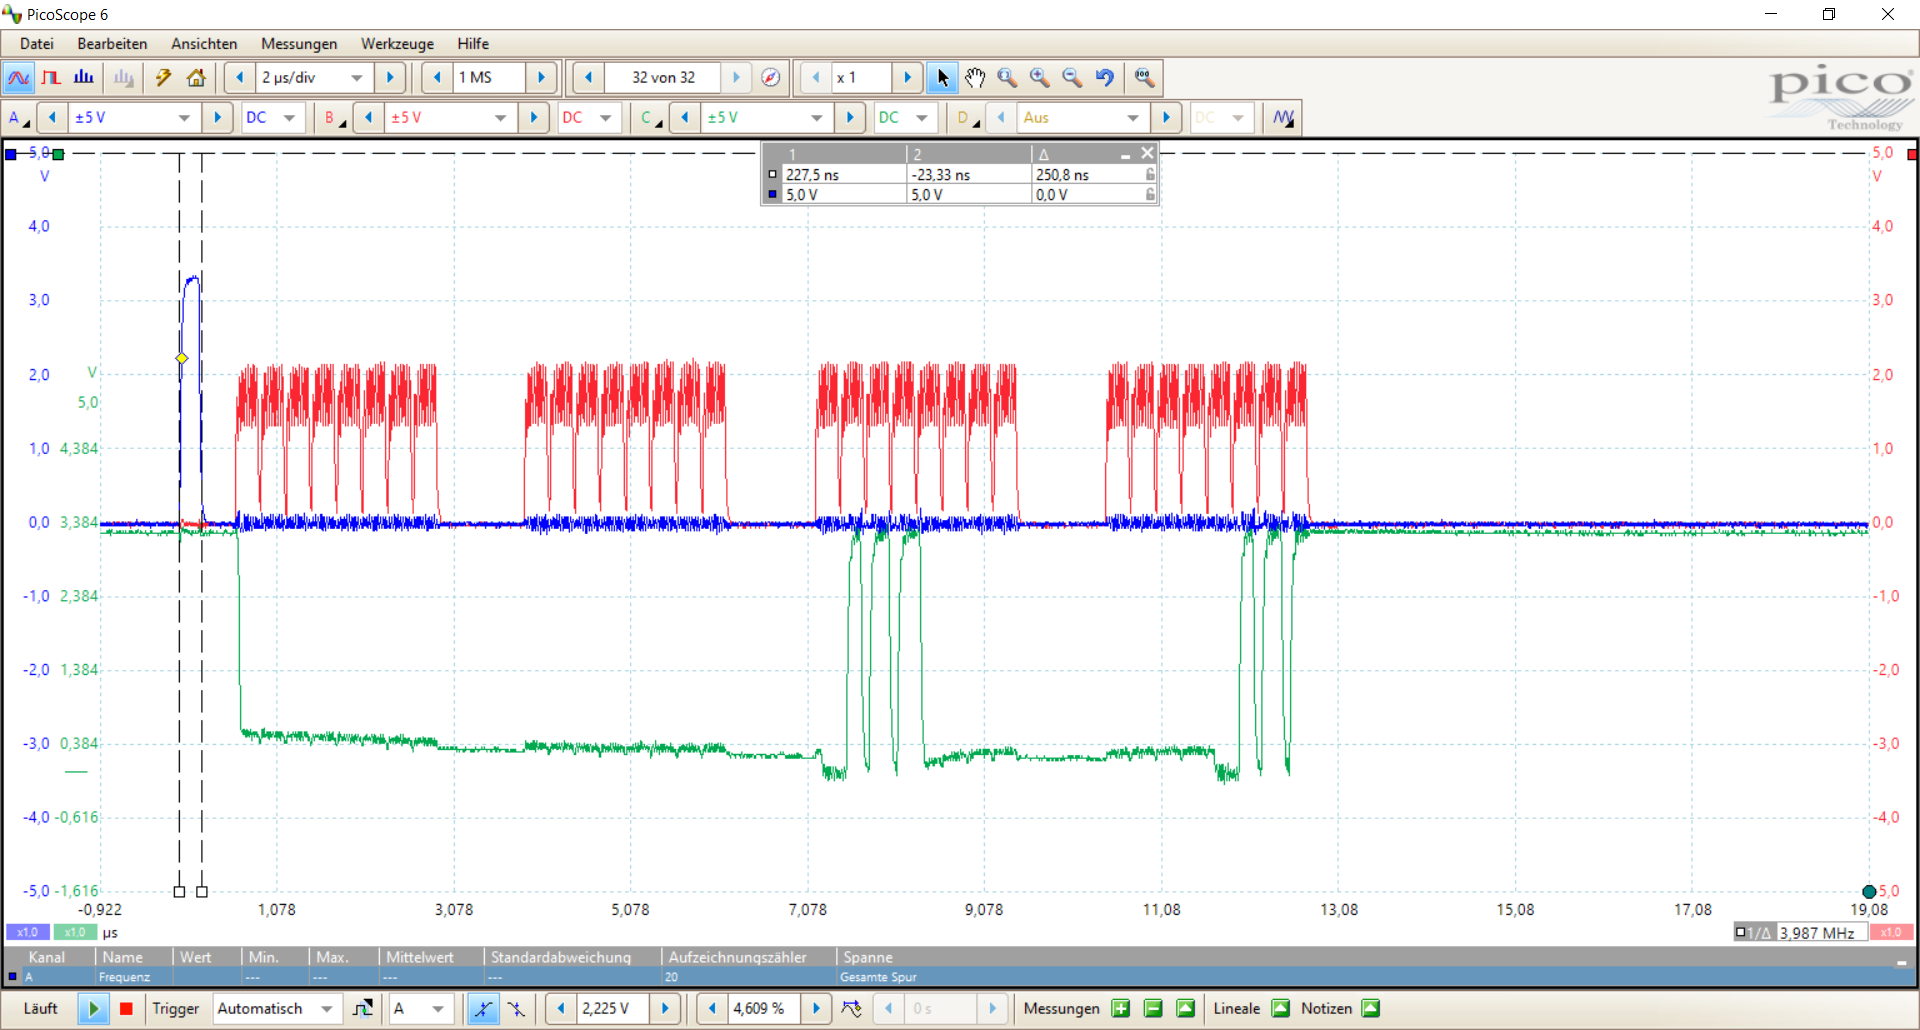 PicoScope 6
Datei Bearbeiten Ansichten Messungen Werkzeuge Hilfe
2 µs/div 1 MS 32 von 32 x 1
pico
Technology
A ±5 V DC B ±5 V DC C ±5 V DC D Aus DC
1 2 Δ
227,5 ns -23,33 ns 250,8 ns
5,0 V 5,0 V 0,0 V
5,0 5,0
V V
4,0 4,0
3,0 3,0
2,0 V 2,0
5,0
1,0 4,384 1,0
0,0 3,384 0,0
-1,0 2,384 -1,0
-2,0 1,384 -2,0
-3,0 0,384 -3,0
-4,0 -0,616 -4,0
-5,0 -1,616 5,0
-0,922 1,078 3,078 5,078 7,078 9,078 11,08 13,08 15,08 17,08 19,08
x1.0 x1.0 µs 1/Δ 3,987 MHz x1.0
Kanal Name Wert Min. Max. Mittelwert Standardabweichung Aufzeichnungszähler Spanne
A Frequenz --- --- --- --- --- 20 Gesamte Spur
Läuft Trigger Automatisch A 2,225 V 4,609 % 0 s Messungen Lineale Notizen